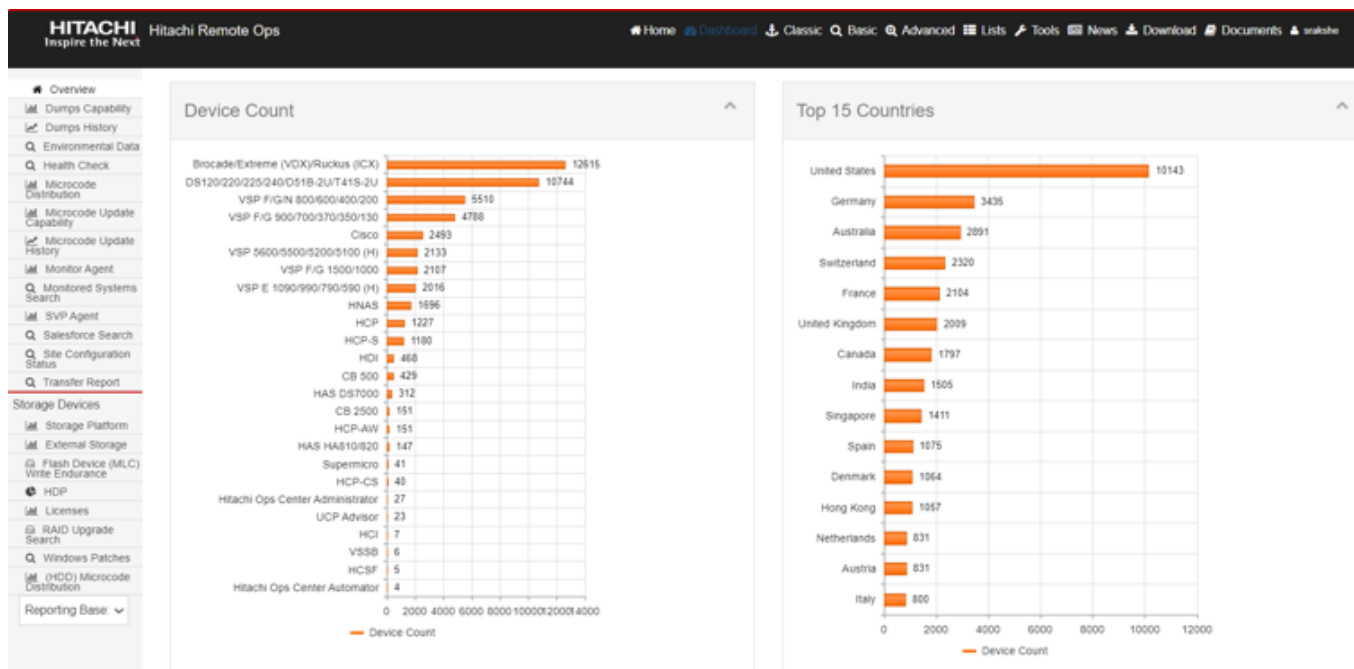 HITACHI
Inspire the Next
Hitachi Remote Ops
Home Dashboard Classic Basic Advanced Lists Tools News Download Documents srakshe
Overview
Dumps Capability
Dumps History
Environmental Data
Health Check
Microcode
Distribution
Microcode Update
Capability
Microcode Update
History
Monitor Agent
Monitored Systems
Search
SVP Agent
Salesforce Search
Site Configuration
Status
Transfer Report
Storage Devices
Storage Platform
External Storage
Flash Device (MLC)
Write Endurance
HDP
Licenses
RAID Upgrade
Search
Windows Patches
(HDD) Microcode
Distribution
Reporting Base:
Device Count
Brocade/Extreme (VDX)/Ruckus (ICX) 12615
DS120/220/225/240/D51B-2U/T41S-2U 10744
VSP F/G/N 800/600/400/200 5510
VSP F/G 900/700/370/350/130 4788
Cisco 2493
VSP 5600/5500/5200/5100 (H) 2133
VSP F/G 1500/1000 2107
VSP E 1090/990/790/590 (H) 2016
HNAS 1696
HCP 1227
HCP-S 1180
HDI 468
CB 500 429
HAS DS7000 312
CB 2500 151
HCP-AW 151
HAS HA810/820 147
Supermicro 41
HCP-CS 40
Hitachi Ops Center Administrator 27
UCP Advisor 23
HCI 7
VSSB 6
HCSF 5
Hitachi Ops Center Automator 4
0 2000 4000 6000 8000 10000 12000 14000
Device Count
Top 15 Countries
United States 10143
Germany 3435
Australia 2891
Switzerland 2320
France 2104
United Kingdom 2009
Canada 1797
India 1505
Singapore 1411
Spain 1075
Denmark 1064
Hong Kong 1057
Netherlands 831
Austria 831
Italy 800
0 2000 4000 6000 8000 10000 12000
Device Count